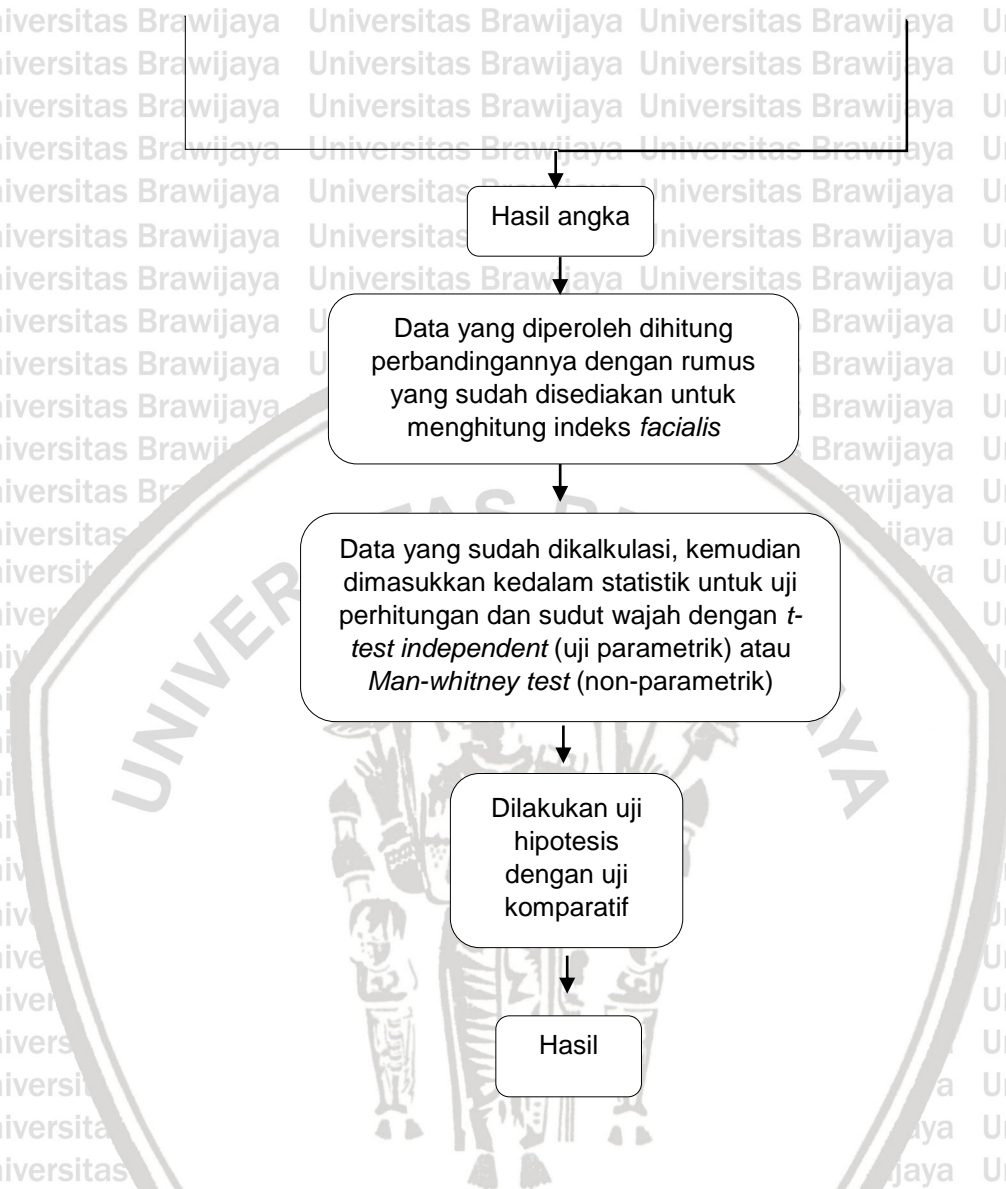 Hasil angka
Data yang diperoleh dihitung
perbandingannya dengan rumus
yang sudah disediakan untuk
menghitung indeks facialis
Data yang sudah dikalkulasi, kemudian
dimasukkan kedalam statistik untuk uji
perhitungan dan sudut wajah dengan t-
test independent (uji parametrik) atau
Man-whitney test (non-parametrik)
Dilakukan uji
hipotesis
dengan uji
komparatif
Hasil